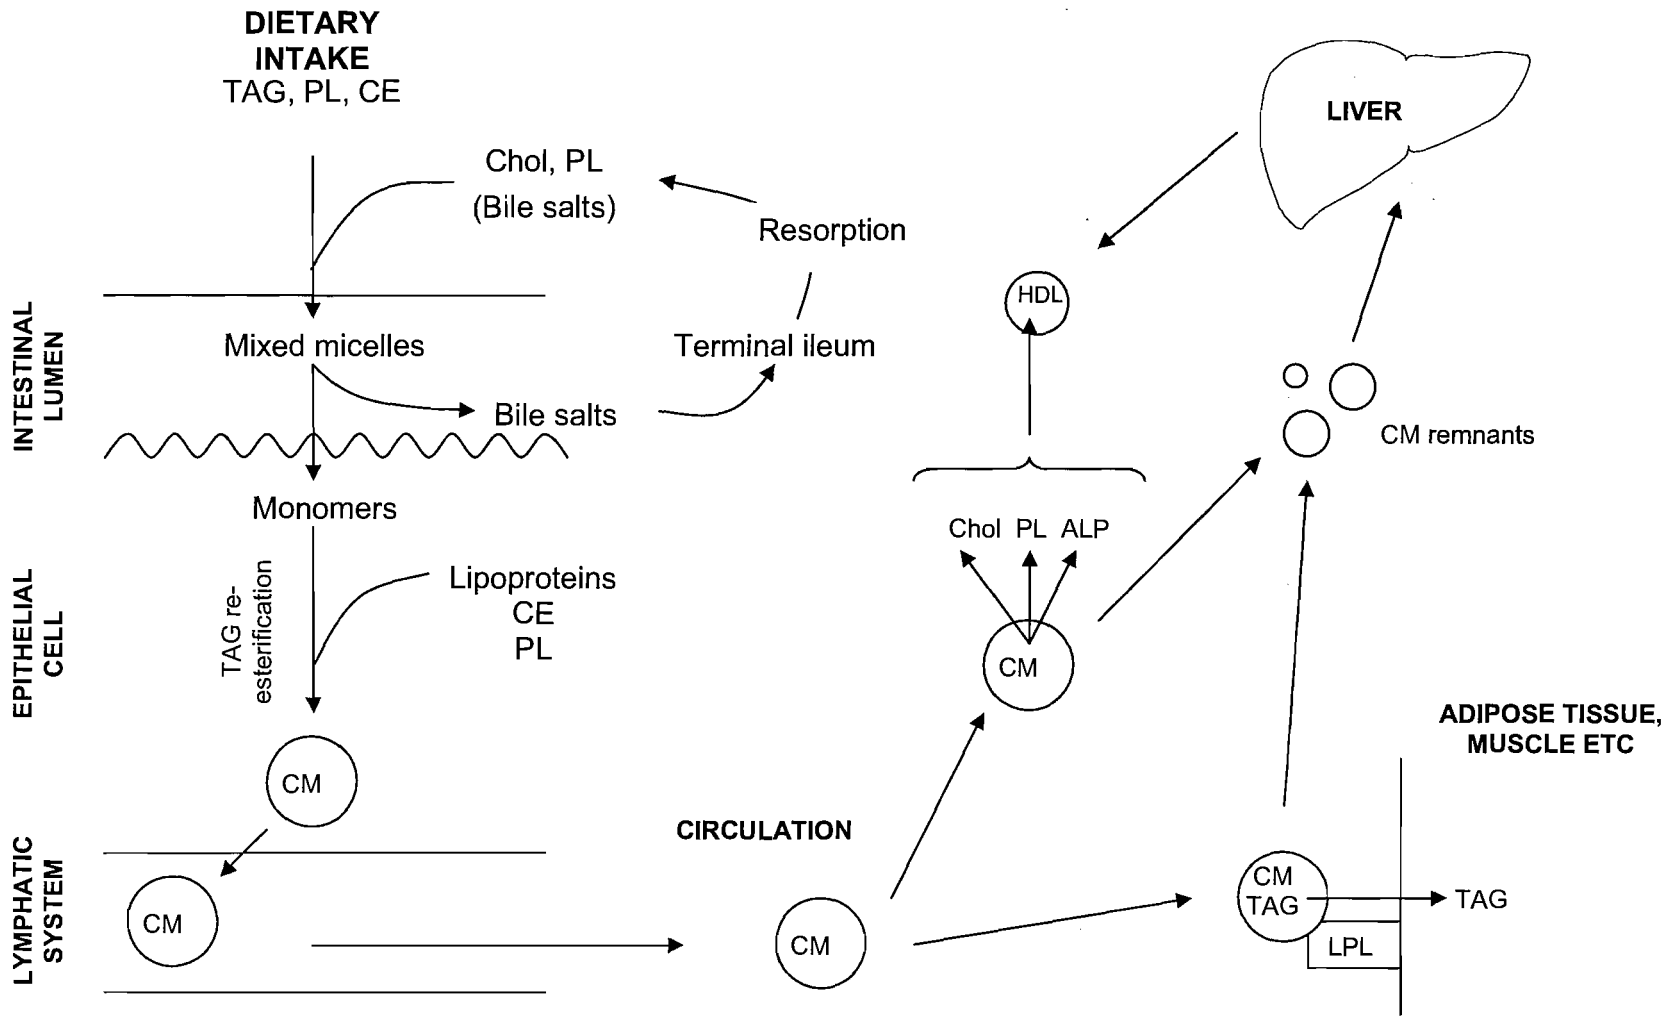 DIETARY
INTAKE
TAG, PL, CE
Chol, PL
(Bile salts)
Resorption
Terminal ileum
INTESTINAL
LUMEN
Mixed micelles
Bile salts
Monomers
EPITHELIAL
CELL
TAG re-
esterification
Lipoproteins
CE
PL
CM
LYMPHATIC
SYSTEM
CM
CIRCULATION
CM
CM
Chol PL ALP
HDL
LIVER
CM remnants
ADIPOSE TISSUE,
MUSCLE ETC
CM
TAG
TAG
LPL